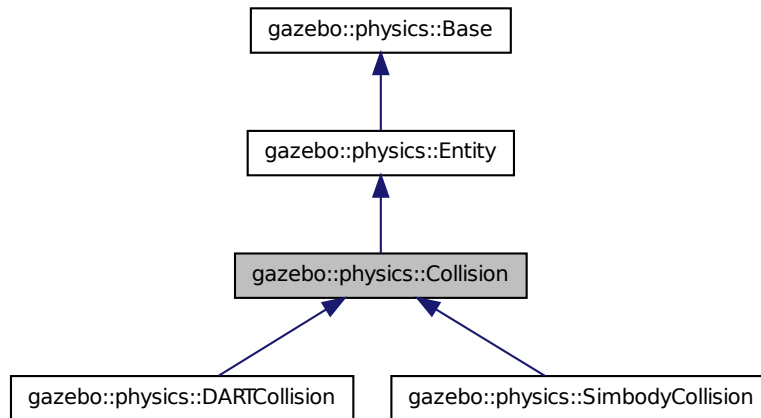 gazebo::physics::Base
gazebo::physics::Entity
gazebo::physics::Collision
gazebo::physics::DARTCollision
gazebo::physics::SimbodyCollision